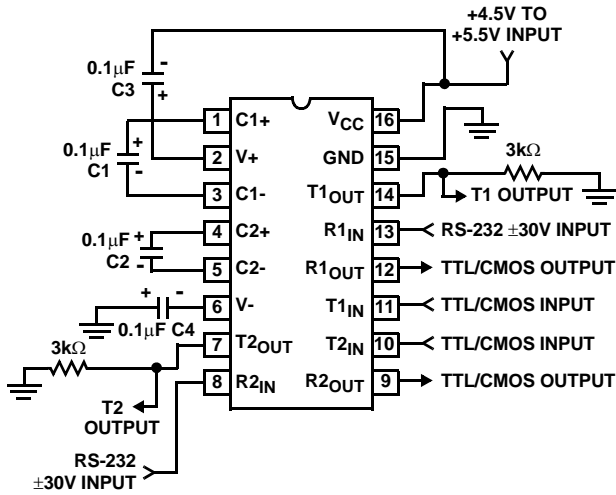 +4.5V TO
+5.5V INPUT
0.1μF
C3
-
+
1 C1+
VCC 16
0.1μF
C1
+
-
2 V+
GND 15
3kΩ
3 C1-
T1OUT 14
T1 OUTPUT
0.1μF
C2
+
-
4 C2+
R1IN 13
RS-232 ±30V INPUT
5 C2-
R1OUT 12
TTL/CMOS OUTPUT
+ -
0.1μF C4
6 V-
T1IN 11
TTL/CMOS INPUT
3kΩ
7 T2OUT
T2IN 10
TTL/CMOS INPUT
8 R2IN
R2OUT 9
TTL/CMOS OUTPUT
T2
OUTPUT
RS-232
±30V INPUT